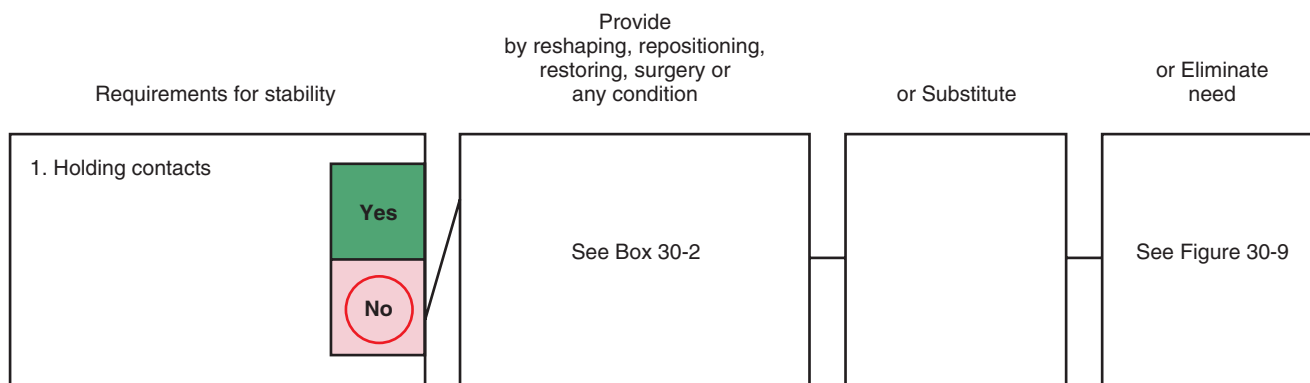 Requirements for stability
Provide
by reshaping, repositioning,
restoring, surgery or
any condition
or Substitute
or Eliminate
need
1. Holding contacts
Yes
No
See Box 30-2
See Figure 30-9